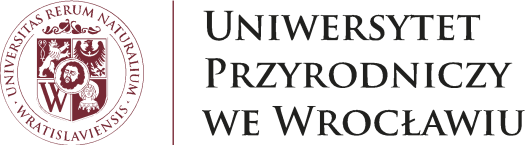 UNIVERSITAS RERUM NATURALIUM
· WRATISLAVIENSIS ·
W
UNIWERSYTET
PRZYRODNICZY
WE WROCŁAWIU